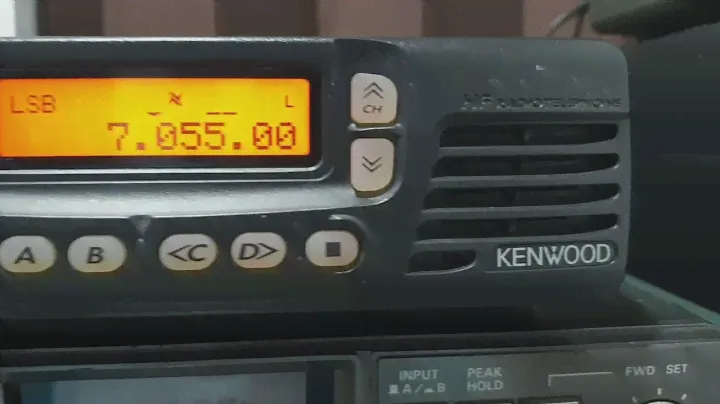 LSB
L
7.055.00
CH
HF RADIOTELEPHONE
A
B
<C
D>
KENWOOD
INPUT
A/ B
PEAK
HOLD
FWD SET